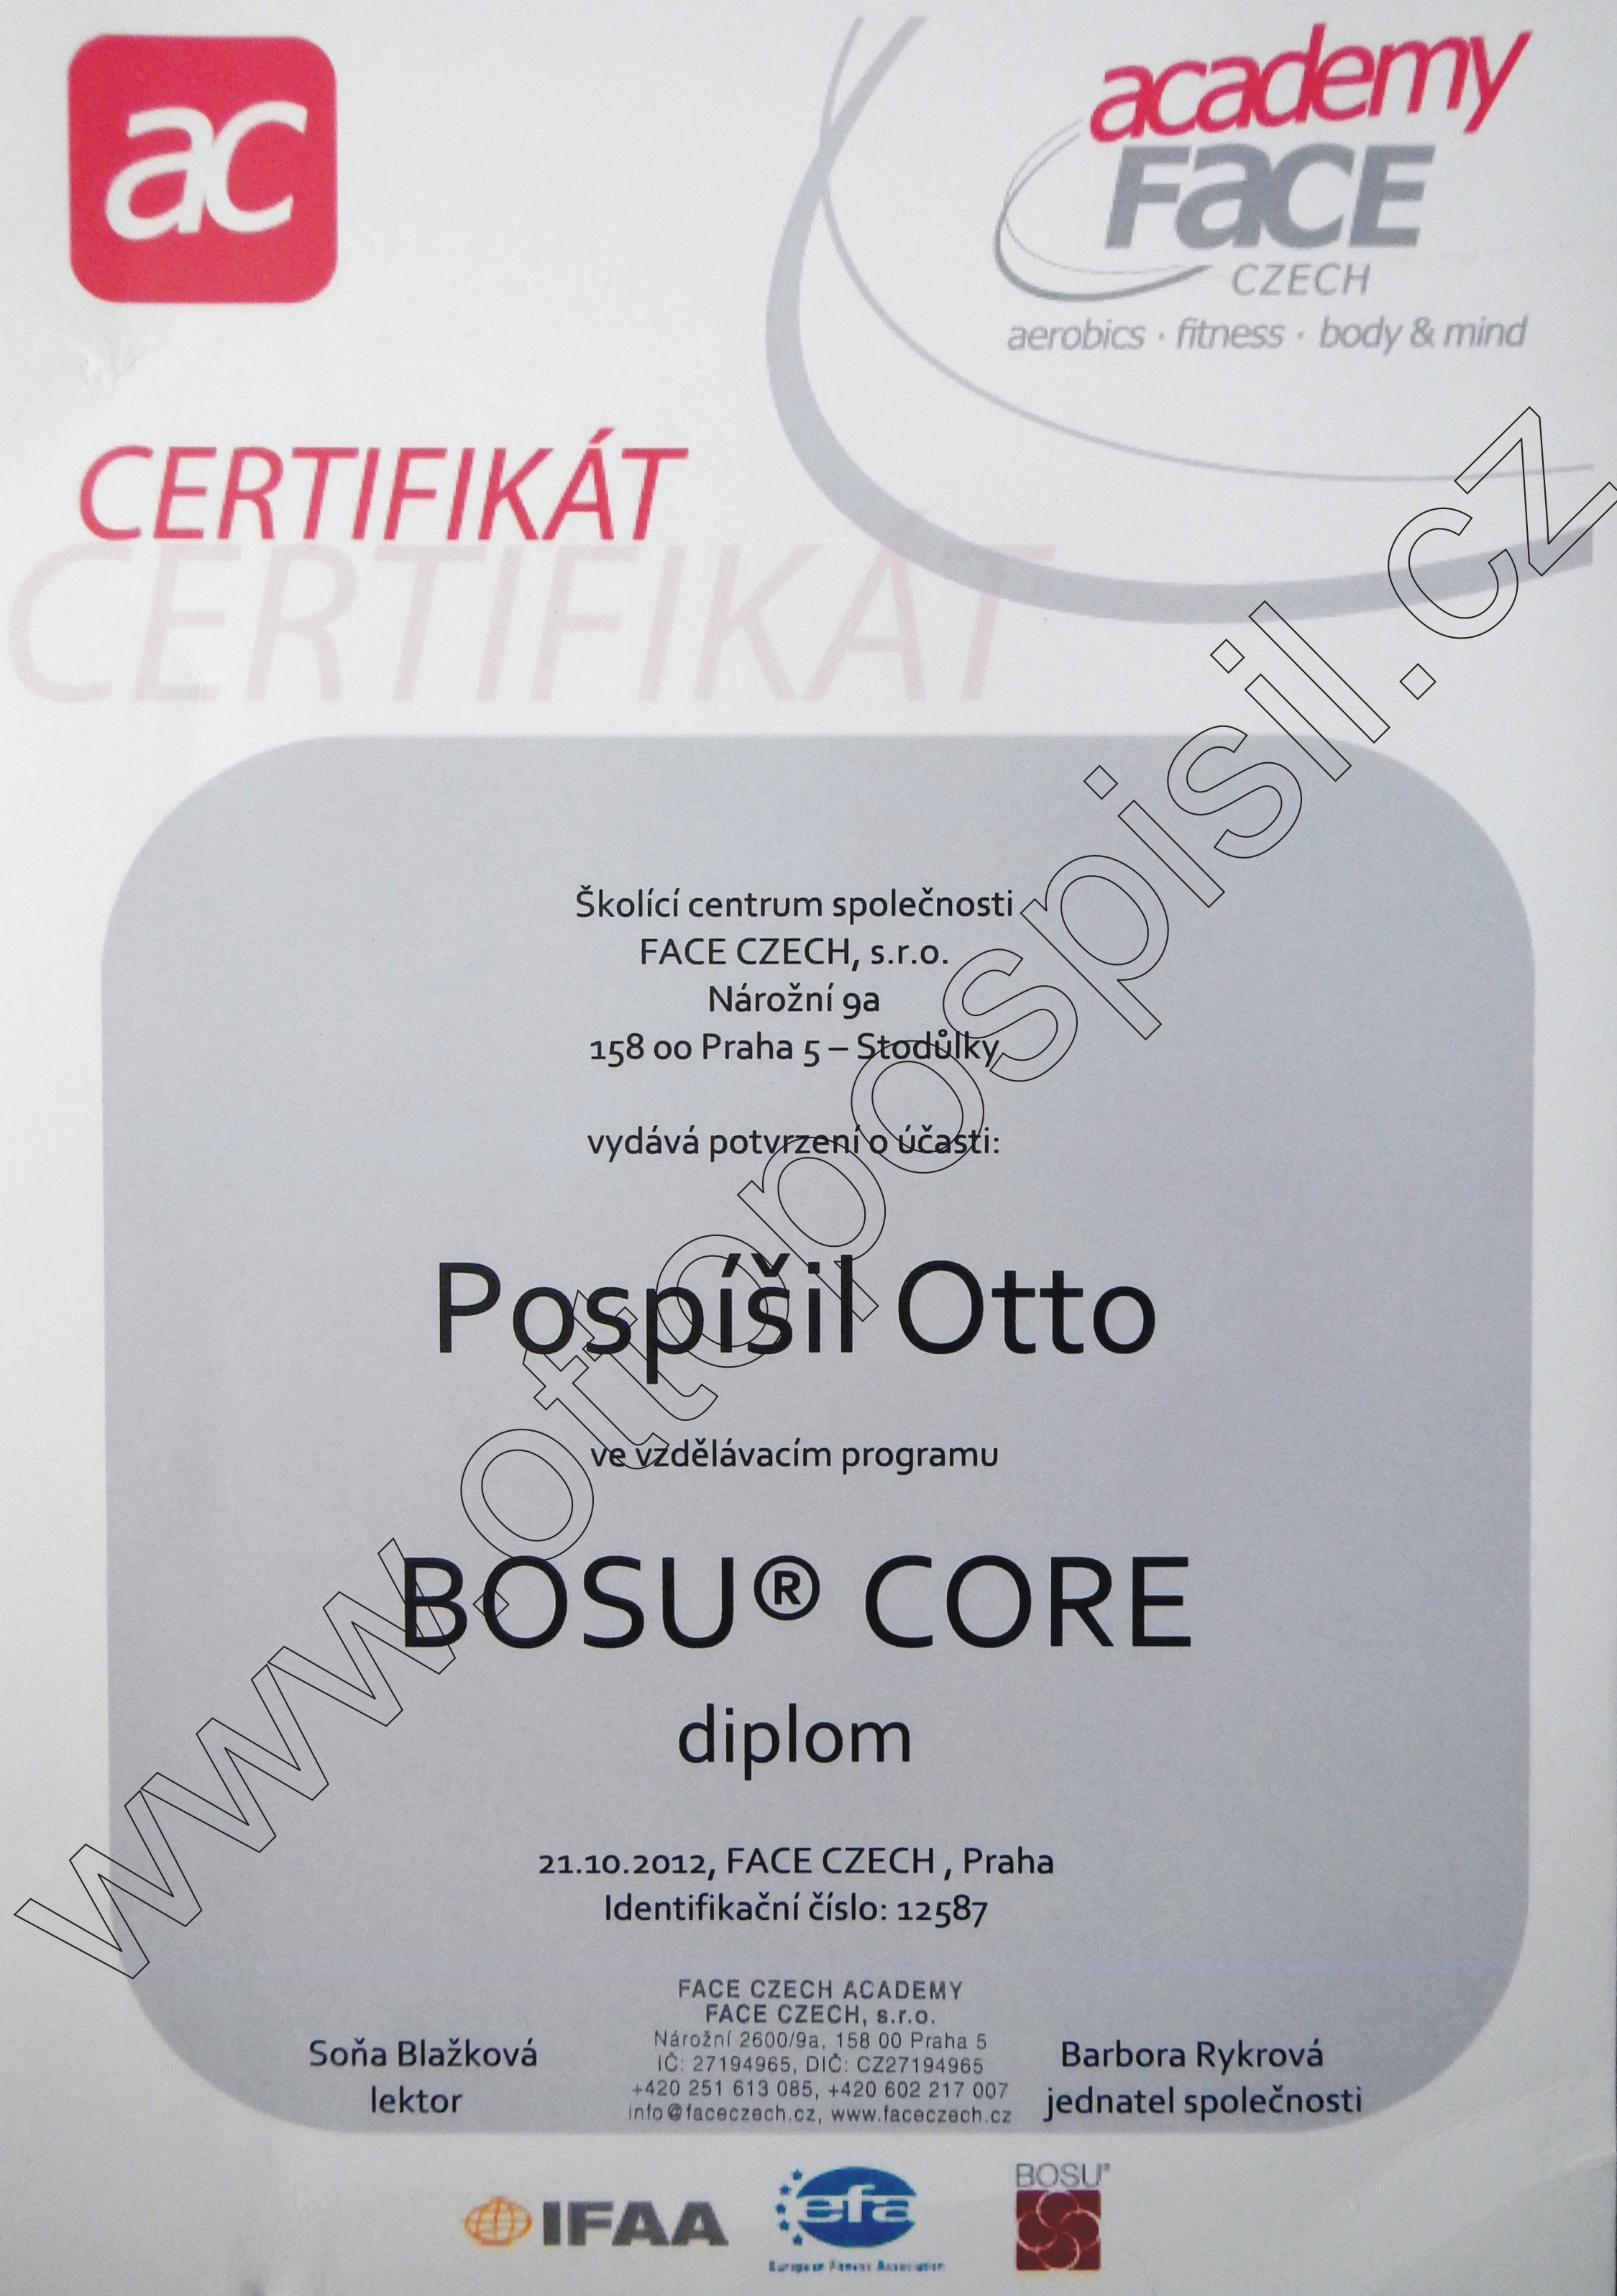 ac
academy
FaCE
CZECH
aerobics · fitness · body & mind
CERTIFIKÁT
CERTIFIKÁT
Školící centrum společnosti
FACE CZECH, s.r.o.
Nárožní 9a
158 00 Praha 5 – Stodůlky
vydává potvrzení o účasti:
Pospíšil Otto
ve vzdělávacím programu
BOSU® CORE
diplom
21.10.2012, FACE CZECH , Praha
Identifikační číslo: 12587
FACE CZECH ACADEMY
FACE CZECH, s.r.o.
Nárožní 2600/9a, 158 00 Praha 5
IČ: 27194965, DIČ: CZ27194965
+420 251 613 085, +420 602 217 007
info@faceczech.cz, www.faceczech.cz
Soňa Blažková
lektor
Barbora Rykrová
jednatel společnosti
IFAA
efa
European Fitness Association
BOSU®
www.ottopospisil.cz